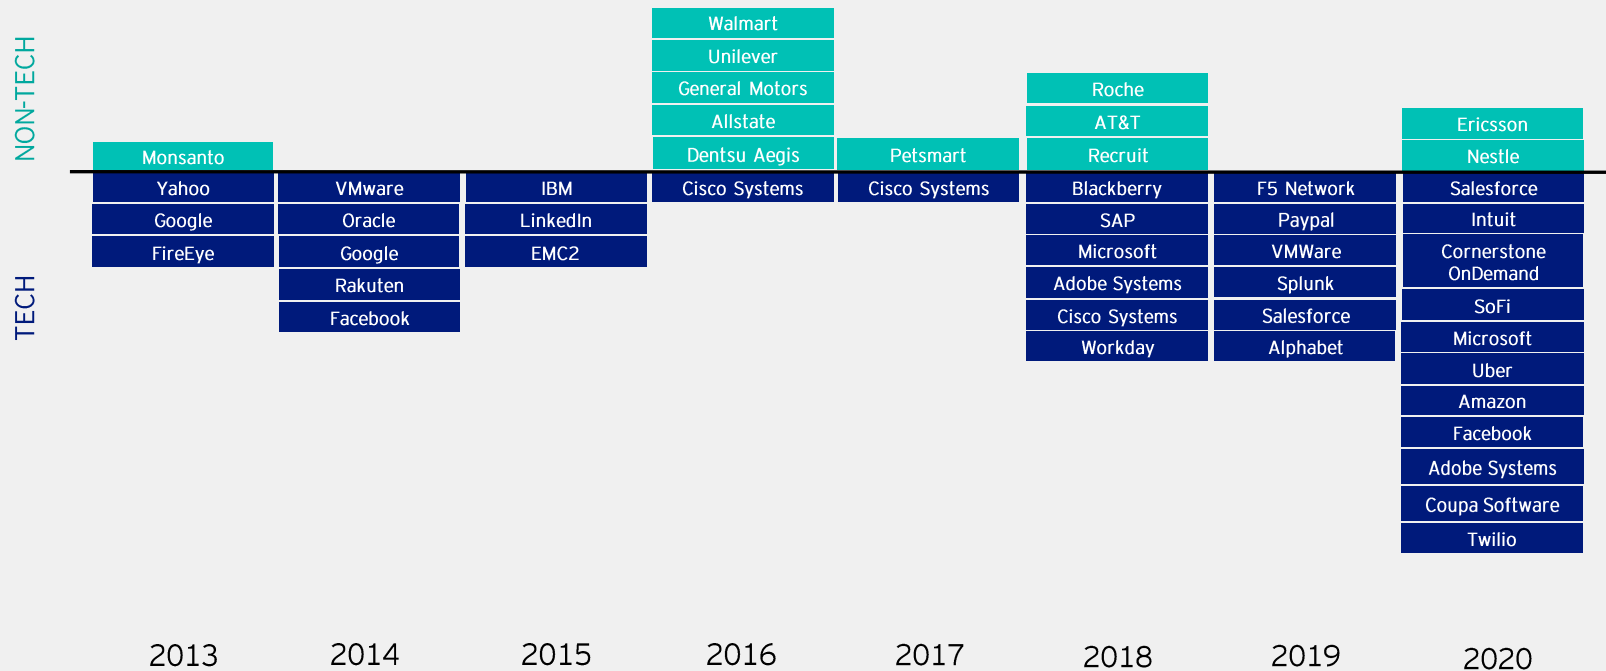 NON-TECH
TECH
Monsanto
Yahoo
Google
FireEye
2013
VMware
Oracle
Google
Rakuten
Facebook
2014
IBM
LinkedIn
EMC2
2015
Walmart
Unilever
General Motors
Allstate
Dentsu Aegis
Cisco Systems
2016
Petsmart
Cisco Systems
2017
Roche
AT&T
Recruit
Blackberry
SAP
Microsoft
Adobe Systems
Cisco Systems
Workday
2018
F5 Network
Paypal
VMWare
Splunk
Salesforce
Alphabet
2019
Ericsson
Nestle
Salesforce
Intuit
Cornerstone
OnDemand
SoFi
Microsoft
Uber
Amazon
Facebook
Adobe Systems
Coupa Software
Twilio
2020